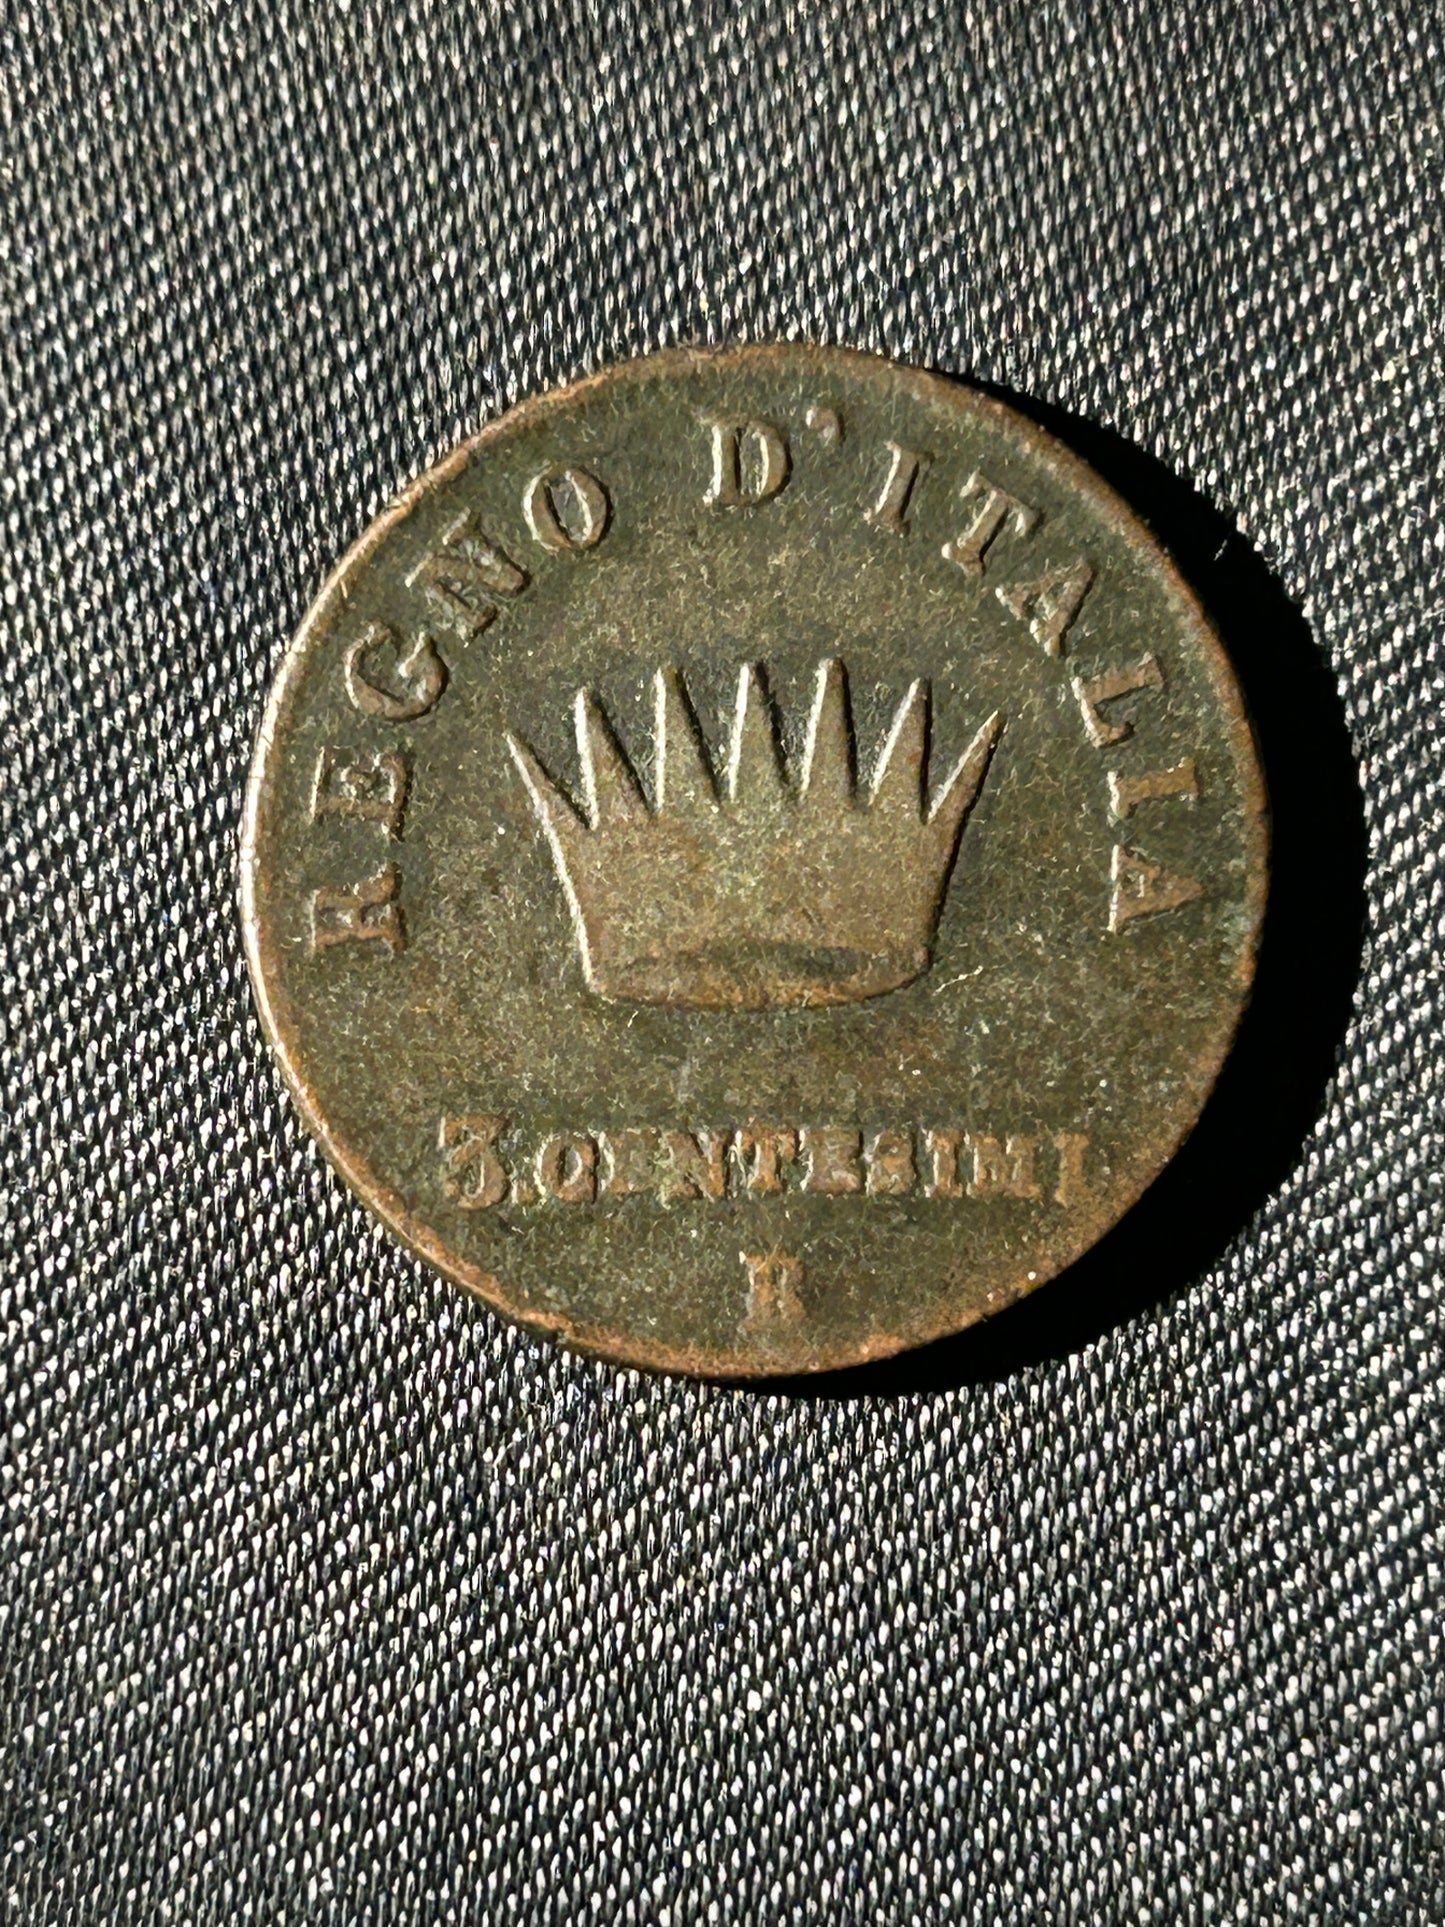 REGNO D'ITALIA
3.CENTESIMI
B